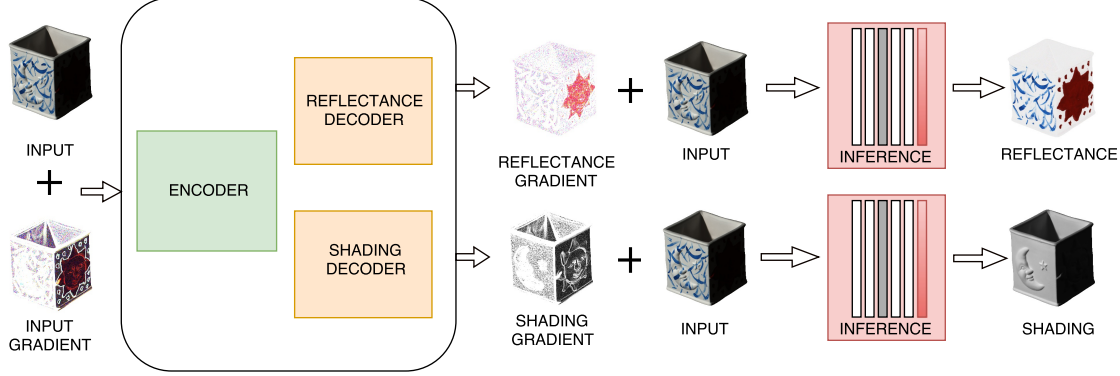 INPUT
INPUT
GRADIENT
ENCODER
REFLECTANCE
DECODER
SHADING
DECODER
REFLECTANCE
GRADIENT
INPUT
INFERENCE
REFLECTANCE
SHADING
GRADIENT
INPUT
INFERENCE
SHADING